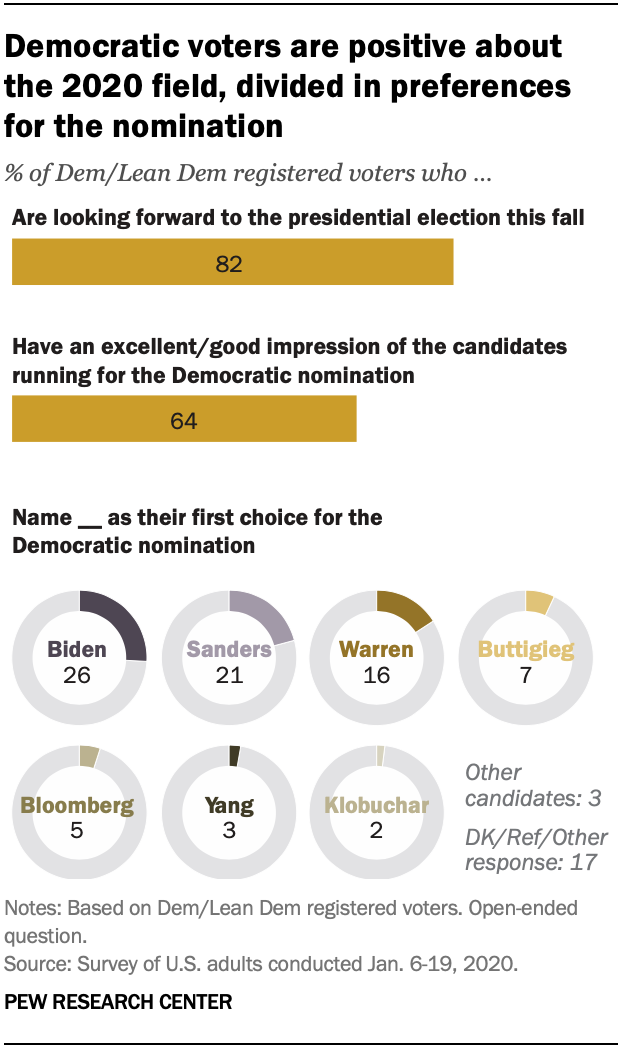 Democratic voters are positive about
the 2020 field, divided in preferences
for the nomination
% of Dem/Lean Dem registered voters who ...
Are looking forward to the presidential election this fall
82
Have an excellent/good impression of the candidates
running for the Democratic nomination
64
Name __ as their first choice for the
Democratic nomination
Biden
26
Sanders
21
Warren
16
Buttigieg
7
Bloomberg
5
Yang
3
Klobuchar
2
Other
candidates: 3
DK/Ref/Other
response: 17
Notes: Based on Dem/Lean Dem registered voters. Open-ended
question.
Source: Survey of U.S. adults conducted Jan. 6-19, 2020.
PEW RESEARCH CENTER